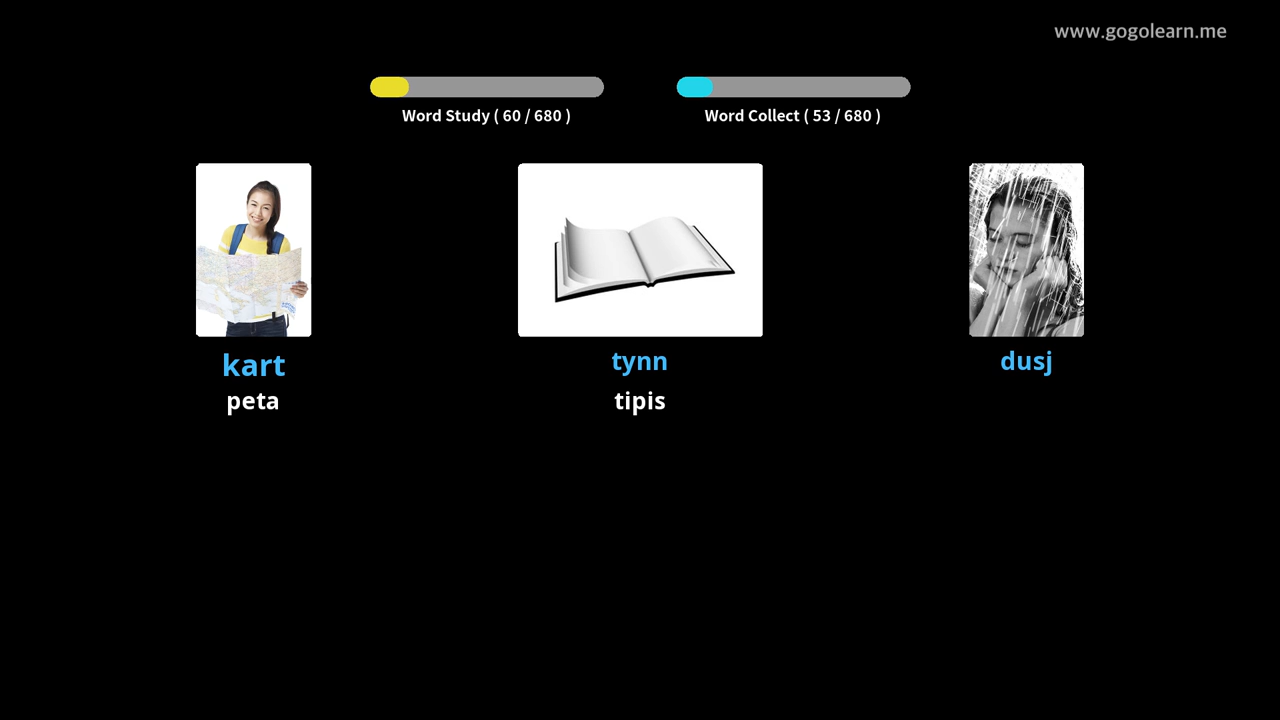 www.gogolearn.me
Word Study ( 60 / 680 )
Word Collect ( 53 / 680 )
kart
peta
tynn
tipis
dusj